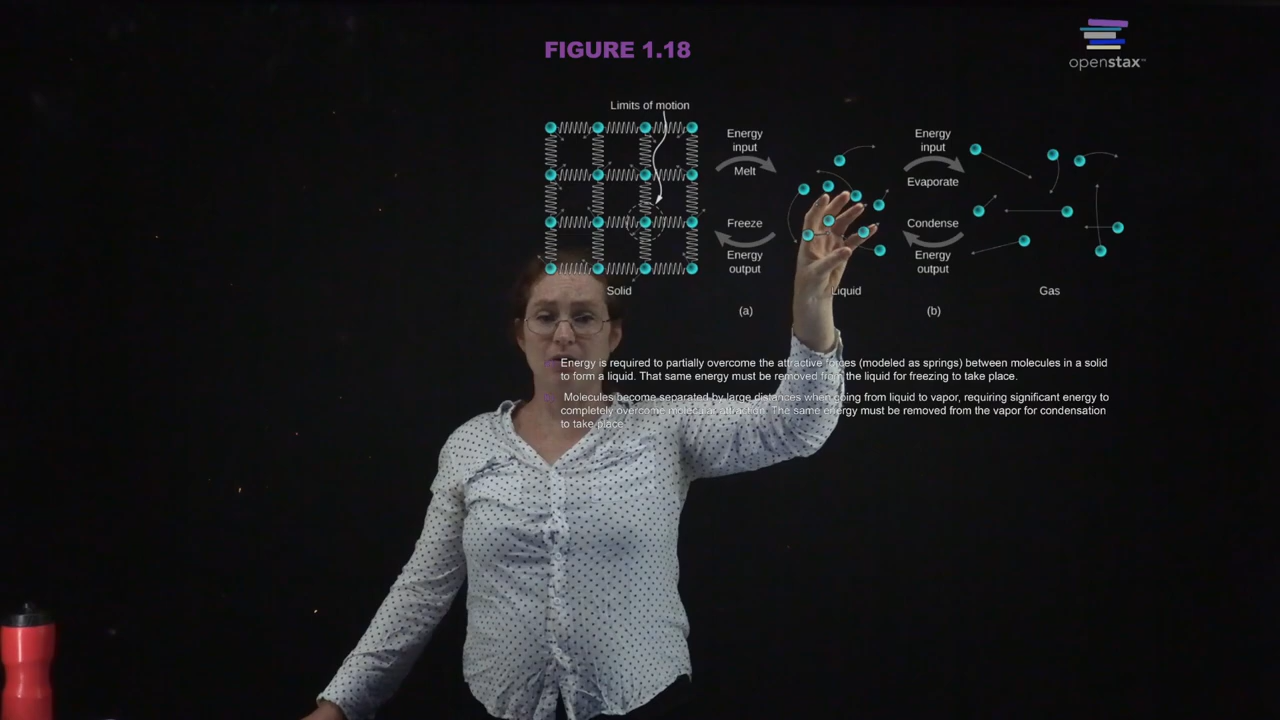 FIGURE 1.18
openstax™
Limits of motion
Energy
input
Melt
Freeze
Energy
output
Solid
(a)
Liquid
Energy
input
Evaporate
Condense
Energy
output
(b)
Gas
Energy is required to partially overcome the attractive forces (modeled as springs) between molecules in a solid
to form a liquid. That same energy must be removed from the liquid for freezing to take place.
Molecules become separated by large distances when going from liquid to vapor, requiring significant energy to
completely overcome molecular attraction. The same energy must be removed from the vapor for condensation
to take place.